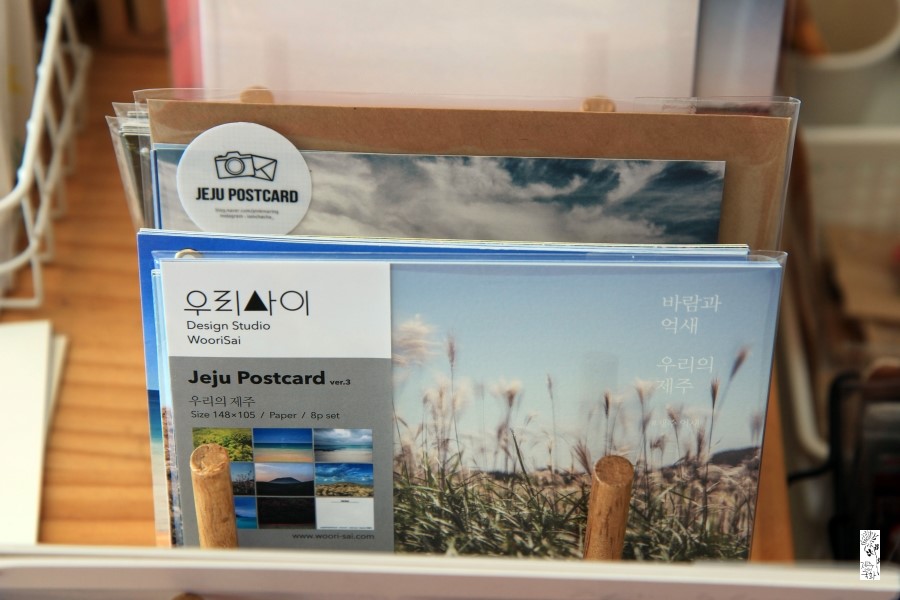 JEJU POSTCARD
우리사이
Design Studio
WooriSai
Jeju Postcard ver.3
우리의 제주
Size 148×105 / Paper / 8p set
www.woori-sai.com
바람과
억새
우리의
제주